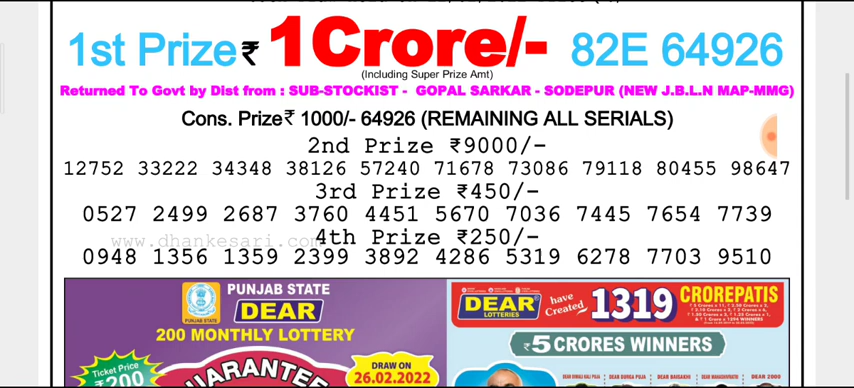 1st Prize ₹ 1Crore/- 82E 64926
(Including Super Prize Amt)
Returned To Govt by Dist from : SUB-STOCKIST - GOPAL SARKAR - SODEPUR (NEW J.B.L.N MAP-MMG)
Cons. Prize ₹ 1000/- 64926 (REMAINING ALL SERIALS)
2nd Prize ₹9000/-
12752 33222 34348 38126 57240 71678 73086 79118 80455 98647
3rd Prize ₹450/-
0527 2499 2687 3760 4451 5670 7036 7445 7654 7739
www.dhankesari.com
4th Prize ₹250/-
0948 1356 1359 2399 3892 4286 5319 6278 7703 9510
PUNJAB STATE
DEAR
200 MONTHLY LOTTERY
Ticket Price
₹200
GUARANTEE
DRAW ON
26.02.2022
DEAR
LOTTERIES
have
Created
1319 CROREPATIS
₹5 CRORES WINNERS